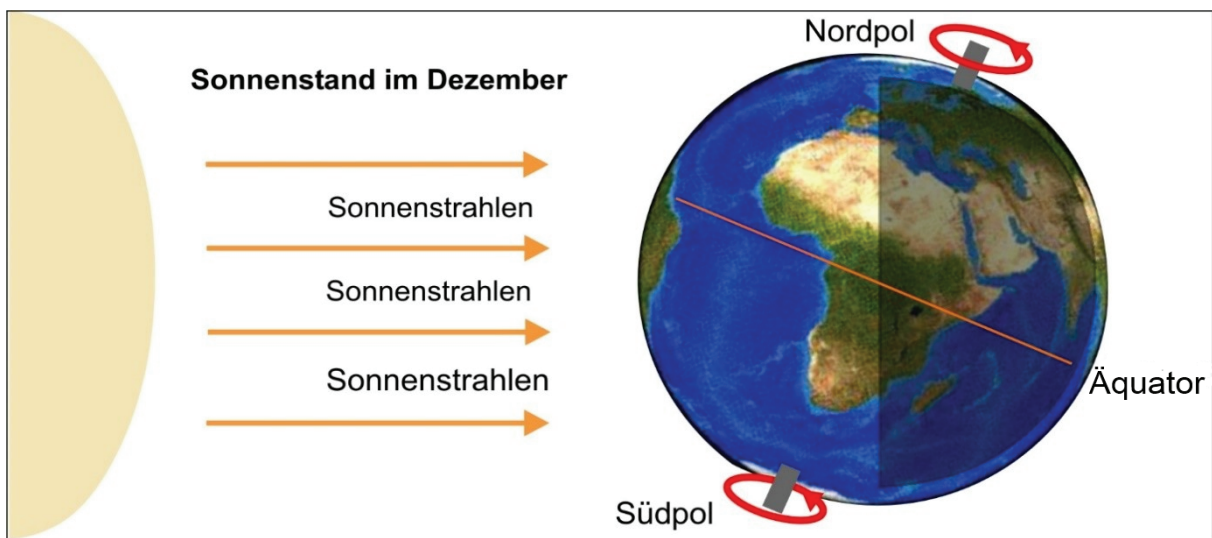 Nordpol
Sonnenstand im Dezember
Sonnenstrahlen
Sonnenstrahlen
Sonnenstrahlen
Äquator
Südpol